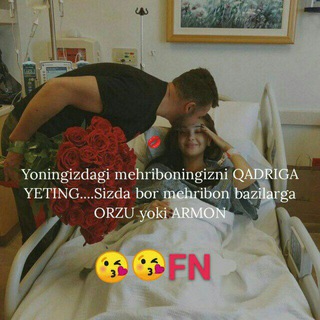 Yoningizdagi mehriboningizni QADRIGA
YETING....Sizda bor mehribon bazilarga
ORZU yoki ARMON
😘😘FN